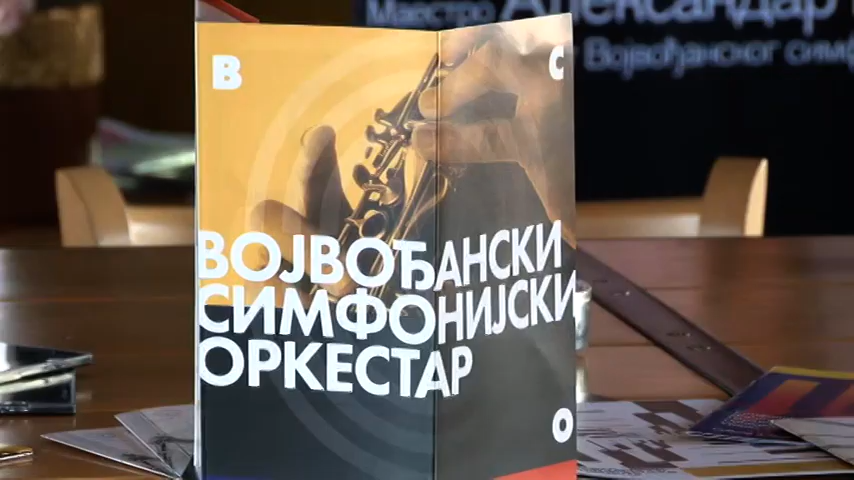 Маестро Александар
Војвођанског симф
В С
ВОЈВОЂАНСКИ
СИМФОНИЈСКИ
ОРКЕСТАР
О